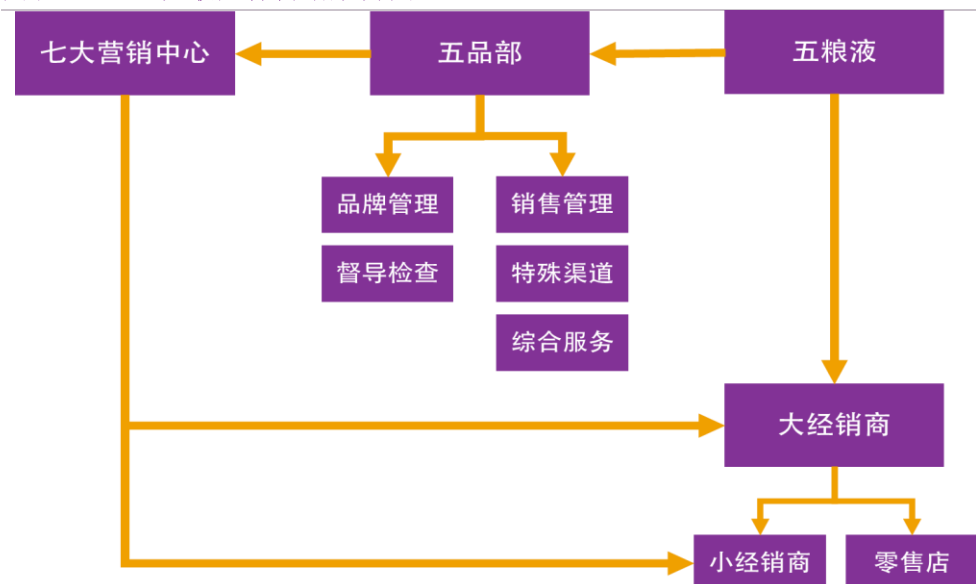 七大营销中心
五品部
五粮液
品牌管理
销售管理
督导检查
特殊渠道
综合服务
大经销商
小经销商
零售店